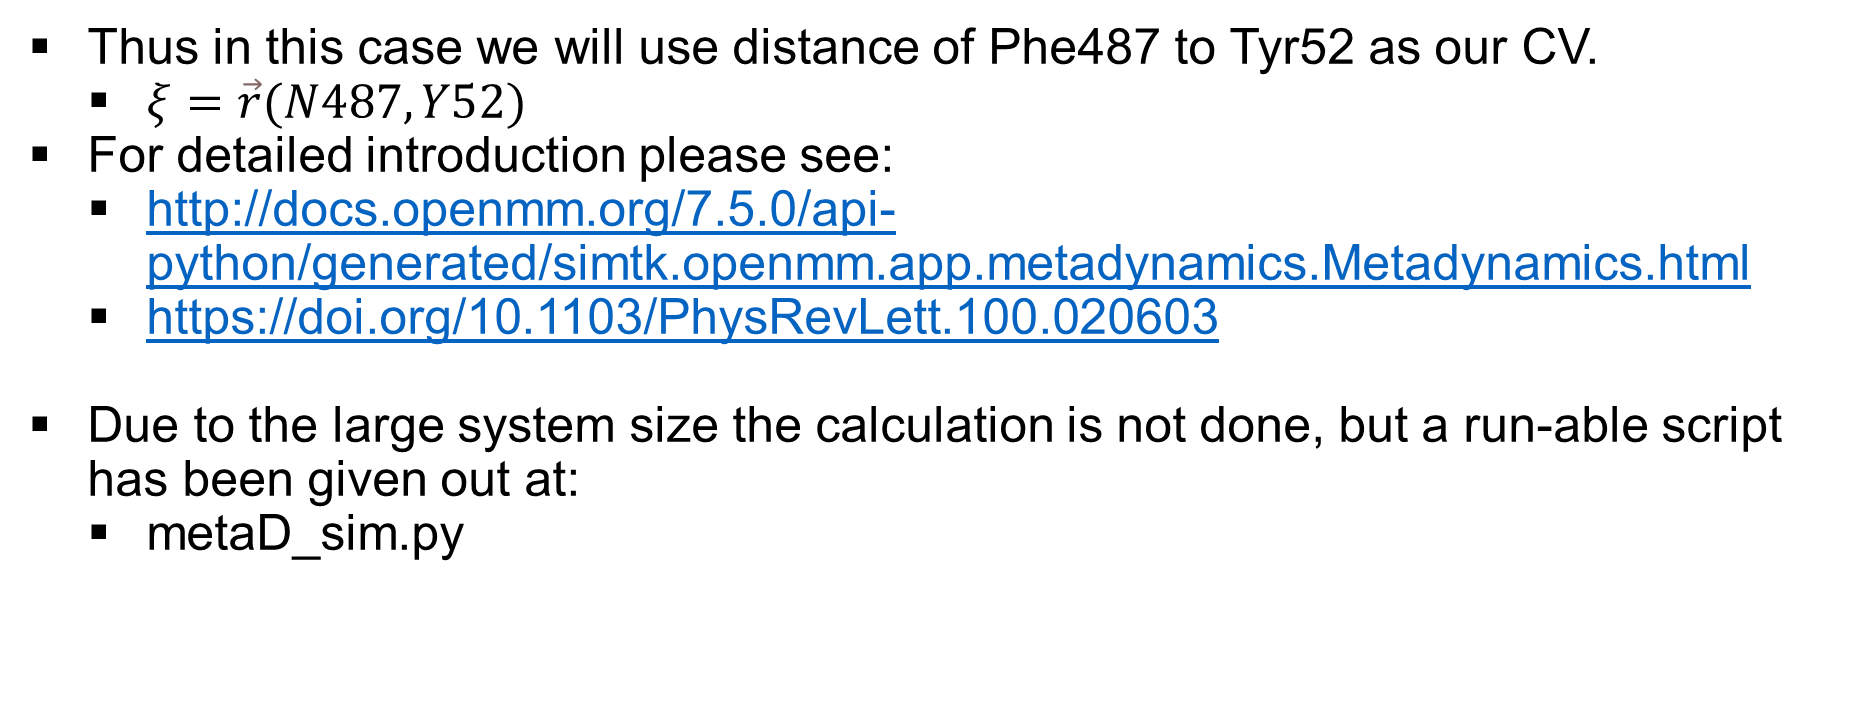 ▪ Thus in this case we will use distance of Phe487 to Tyr52 as our CV.
▪ ξ = r⃗(N487, Y52)
▪ For detailed introduction please see:
▪ http://docs.openmm.org/7.5.0/api-
python/generated/simtk.openmm.app.metadynamics.Metadynamics.html
▪ https://doi.org/10.1103/PhysRevLett.100.020603
▪ Due to the large system size the calculation is not done, but a run-able script
has been given out at:
▪ metaD_sim.py